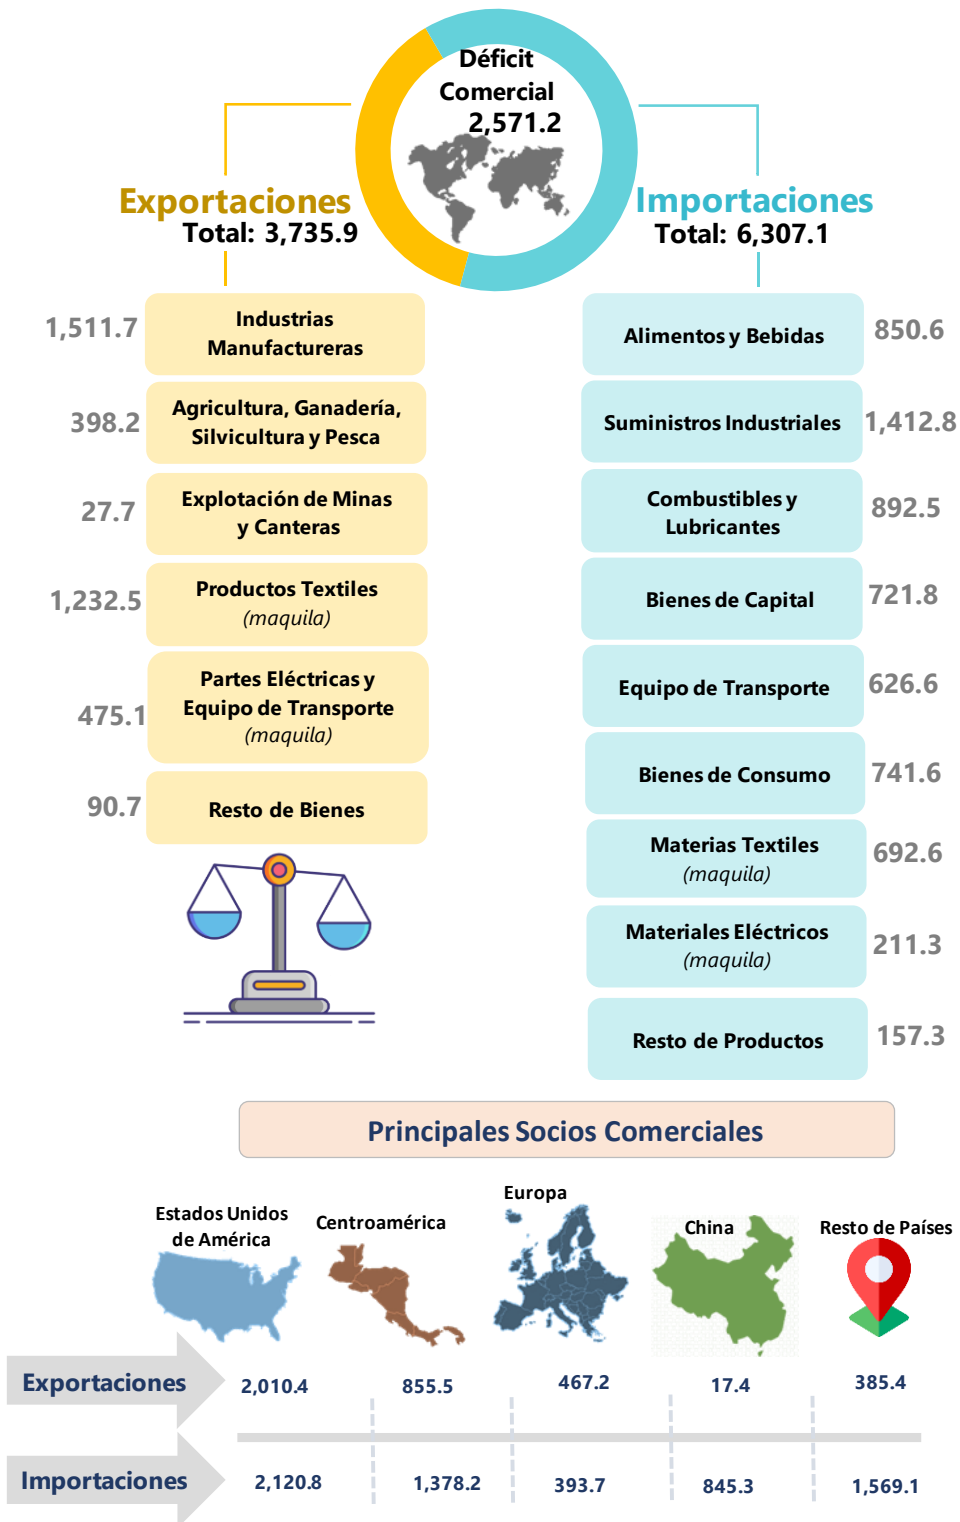 Déficit
Comercial
2,571.2
Exportaciones
Total: 3,735.9
Importaciones
Total: 6,307.1
1,511.7
Industrias
Manufactureras
398.2
Agricultura, Ganadería,
Silvicultura y Pesca
27.7
Explotación de Minas
y Canteras
1,232.5
Productos Textiles
(maquila)
475.1
Partes Eléctricas y
Equipo de Transporte
(maquila)
90.7
Resto de Bienes
Alimentos y Bebidas
850.6
Suministros Industriales
1,412.8
Combustibles y
Lubricantes
892.5
Bienes de Capital
721.8
Equipo de Transporte
626.6
Bienes de Consumo
741.6
Materias Textiles
(maquila)
692.6
Materiales Eléctricos
(maquila)
211.3
Resto de Productos
157.3
Principales Socios Comerciales
Estados Unidos
de América
Centroamérica
Europa
China
Resto de Países
Exportaciones
2,010.4
855.5
467.2
17.4
385.4
Importaciones
2,120.8
1,378.2
393.7
845.3
1,569.1